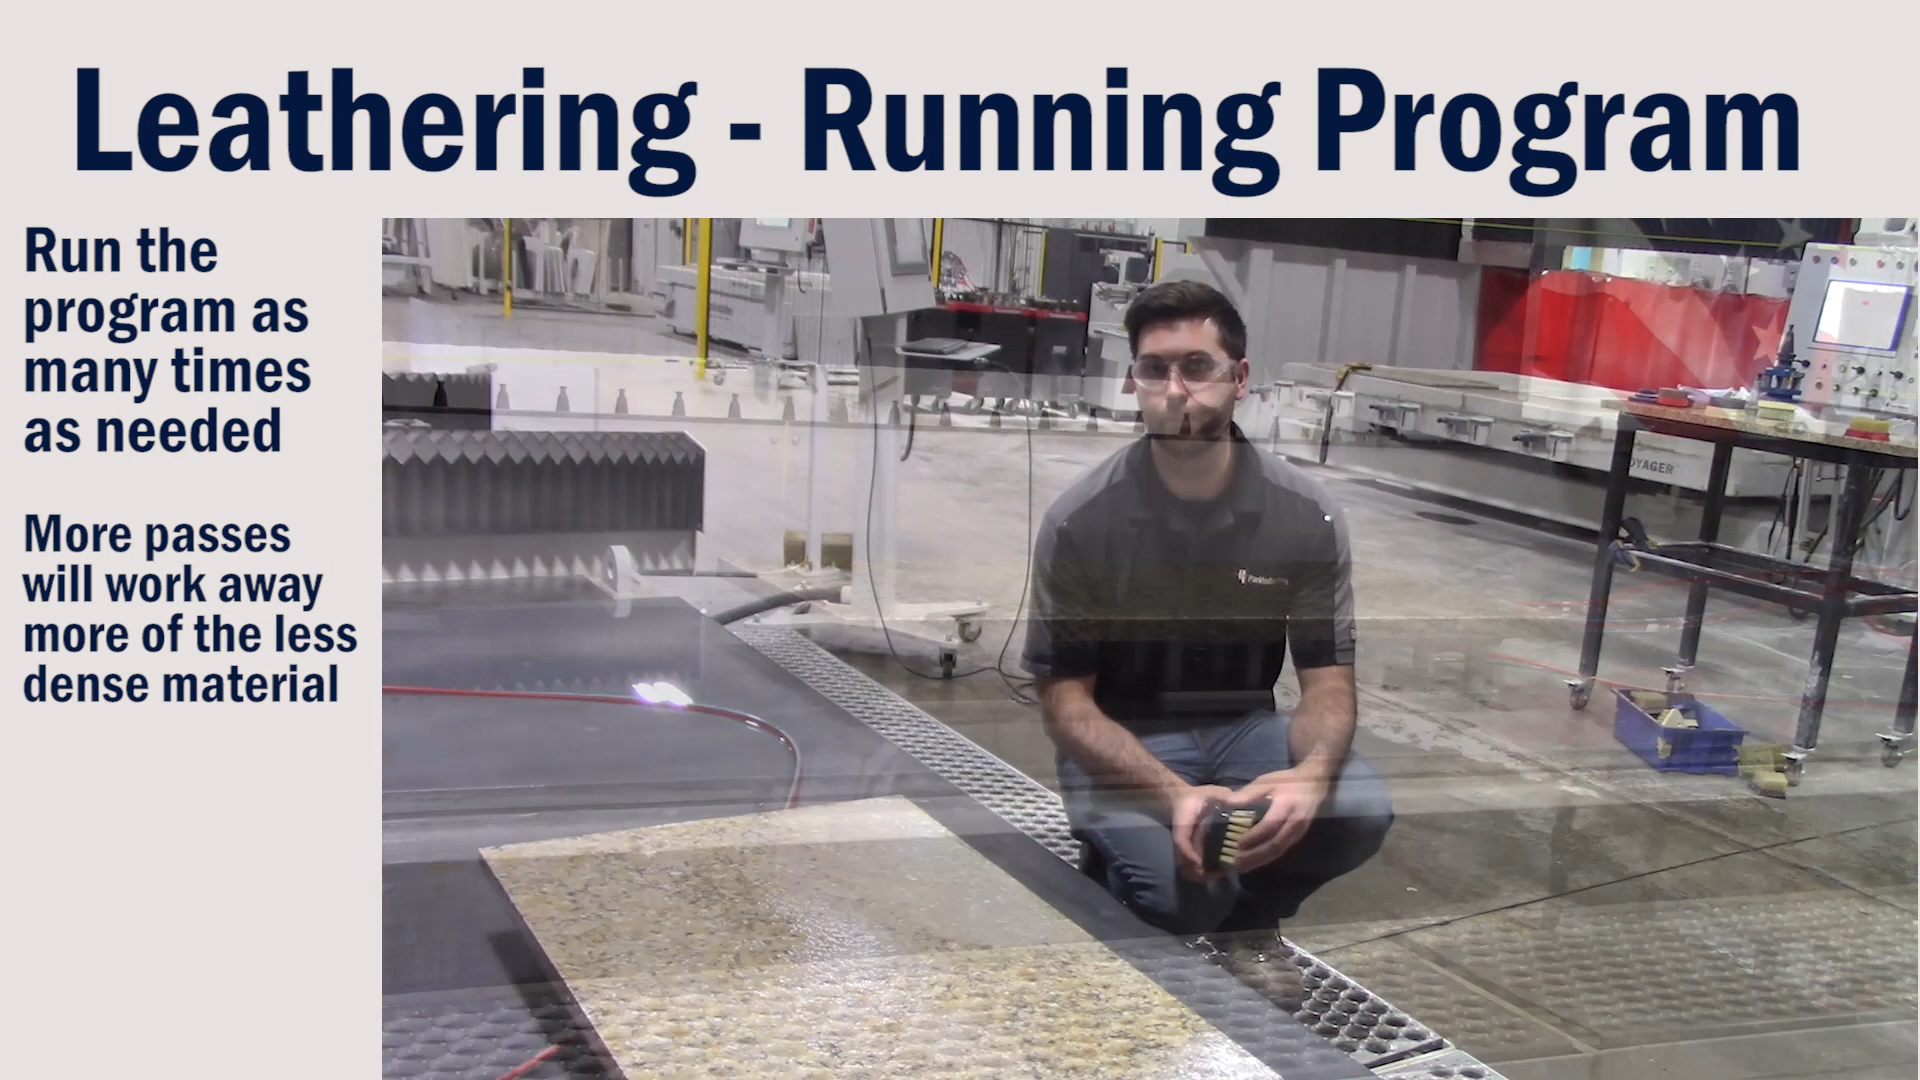 Leathering - Running Program
Run the
program as
many times
as needed
More passes
will work away
more of the less
dense material